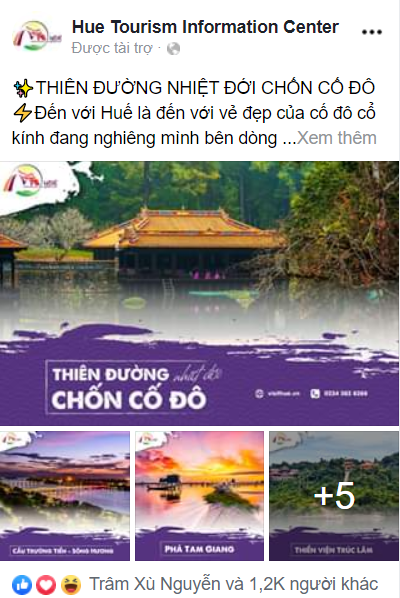 Hue Tourism Information Center
Được tài trợ ·
✨THIÊN ĐƯỜNG NHIỆT ĐỚI CHỐN CỐ ĐÔ
⚡Đến với Huế là đến với vẻ đẹp của cố đô cổ
kính đang nghiêng mình bên dòng ...Xem thêm
THIÊN ĐƯỜNG nhiệt đới
CHỐN CỐ ĐÔ
visithue.vn
CẦU TRƯỜNG TIỀN - SÔNG HƯƠNG
PHÁ TAM GIANG
+5
THIỀN VIỆN TRÚC LÂM
Trâm Xù Nguyễn và 1,2K người khác